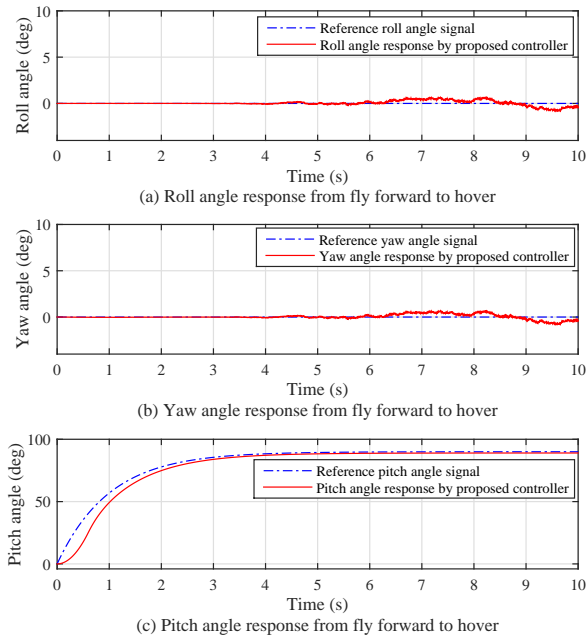 10
0
Roll angle (deg)
Reference roll angle signal
Roll angle response by proposed controller
0 1 2 3 4 5 6 7 8 9 10
Time (s)
(a) Roll angle response from fly forward to hover
10
0
Yaw angle (deg)
Reference yaw angle signal
Yaw angle response by proposed controller
0 1 2 3 4 5 6 7 8 9 10
Time (s)
(b) Yaw angle response from fly forward to hover
100
50
0
Pitch angle (deg)
Reference pitch angle signal
Pitch angle response by proposed controller
0 1 2 3 4 5 6 7 8 9 10
Time (s)
(c) Pitch angle response from fly forward to hover